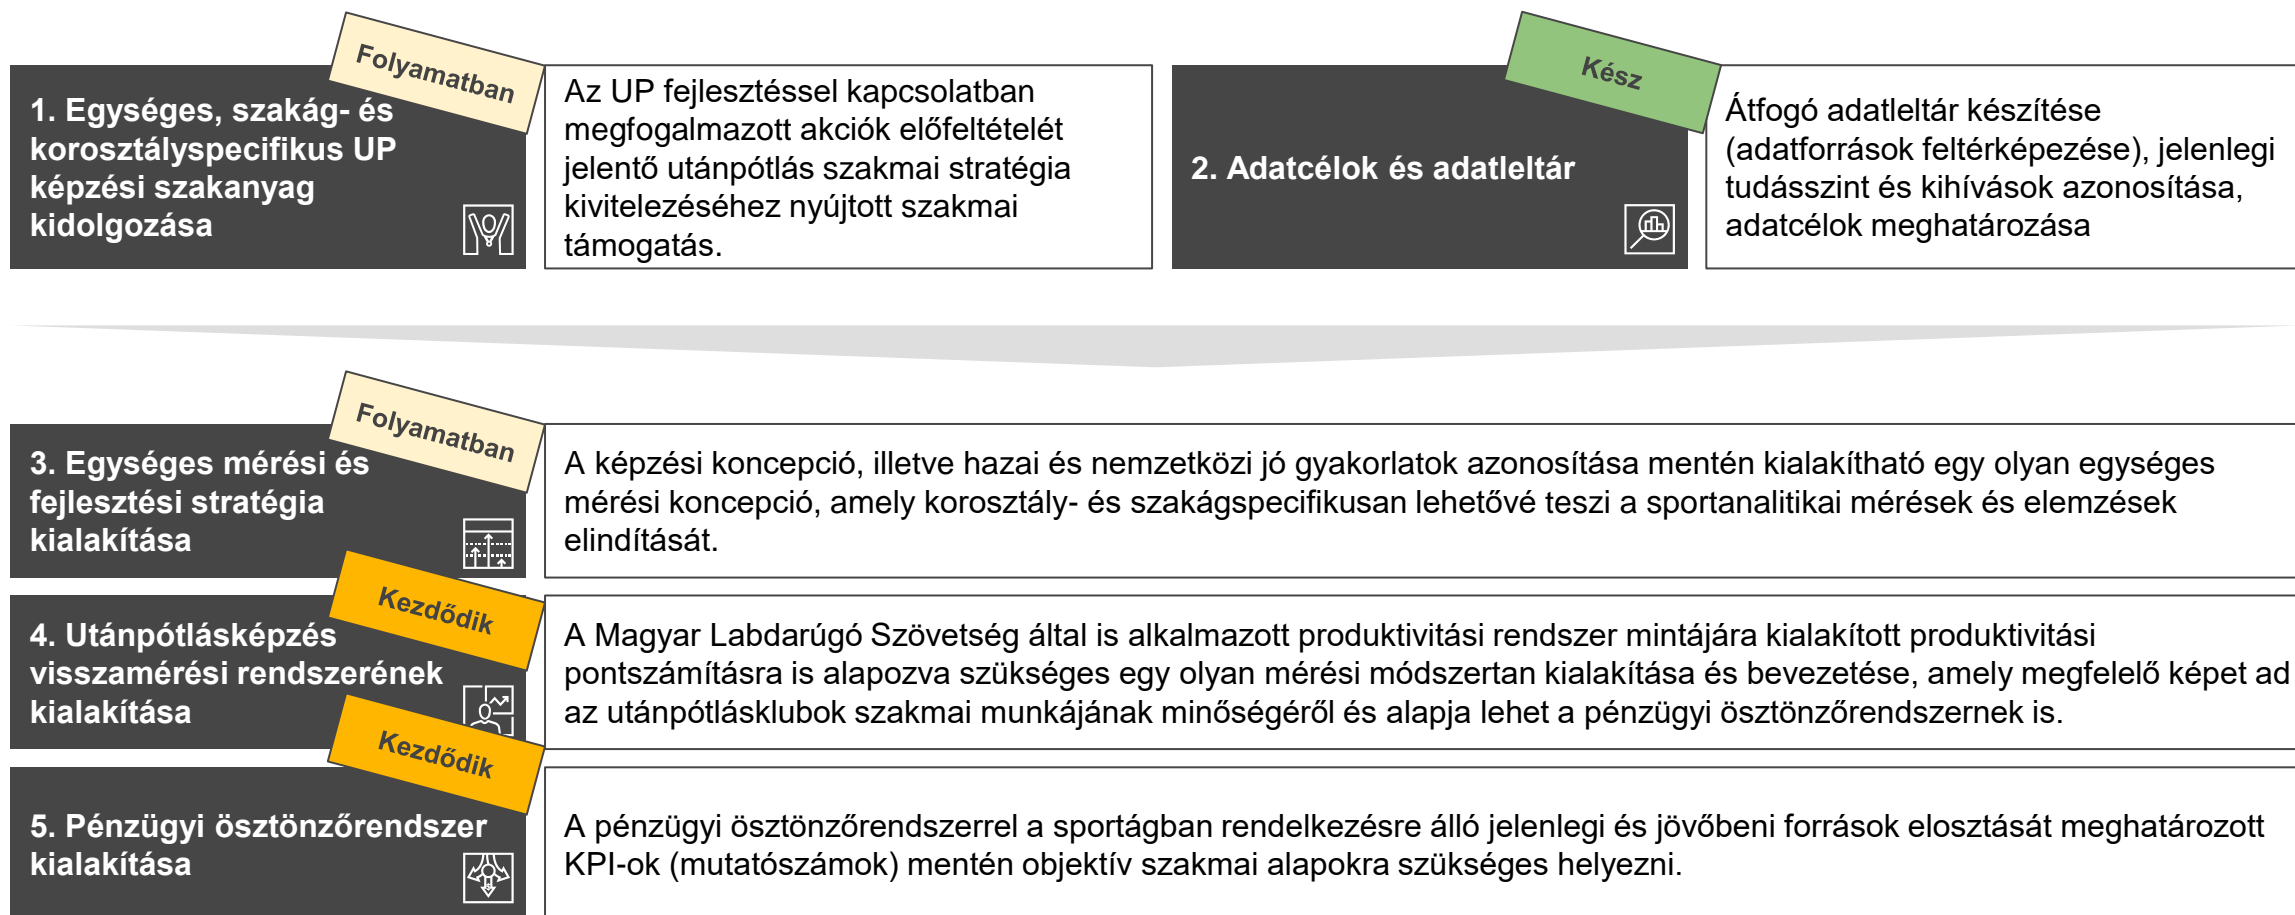 Folyamatban
1. Egységes, szakág- és
korosztályspecifikus UP
képzési szakanyag
kidolgozása
Az UP fejlesztéssel kapcsolatban
megfogalmazott akciók előfeltételét
jelentő utánpótlás szakmai stratégia
kivitelezéséhez nyújtott szakmai
támogatás.
Kész
2. Adatcélok és adatleltár
Átfogó adatleltár készítése
(adatforrások feltérképezése), jelenlegi
tudásszint és kihívások azonosítása,
adatcélok meghatározása
Folyamatban
3. Egységes mérési és
fejlesztési stratégia
kialakítása
A képzési koncepció, illetve hazai és nemzetközi jó gyakorlatok azonosítása mentén kialakítható egy olyan egységes
mérési koncepció, amely korosztály- és szakágspecifikusan lehetővé teszi a sportanalitikai mérések és elemzések
elindítását.
Kezdődik
4. Utánpótlásképzés
visszamérési rendszerének
kialakítása
A Magyar Labdarúgó Szövetség által is alkalmazott produktivitási rendszer mintájára kialakított produktivitási
pontszámításra is alapozva szükséges egy olyan mérési módszertan kialakítása és bevezetése, amely megfelelő képet ad
az utánpótlásklubok szakmai munkájának minőségéről és alapja lehet a pénzügyi ösztönzőrendszernek is.
Kezdődik
5. Pénzügyi ösztönzőrendszer
kialakítása
A pénzügyi ösztönzőrendszerrel a sportágban rendelkezésre álló jelenlegi és jövőbeni források elosztását meghatározott
KPI-ok (mutatószámok) mentén objektív szakmai alapokra szükséges helyezni.